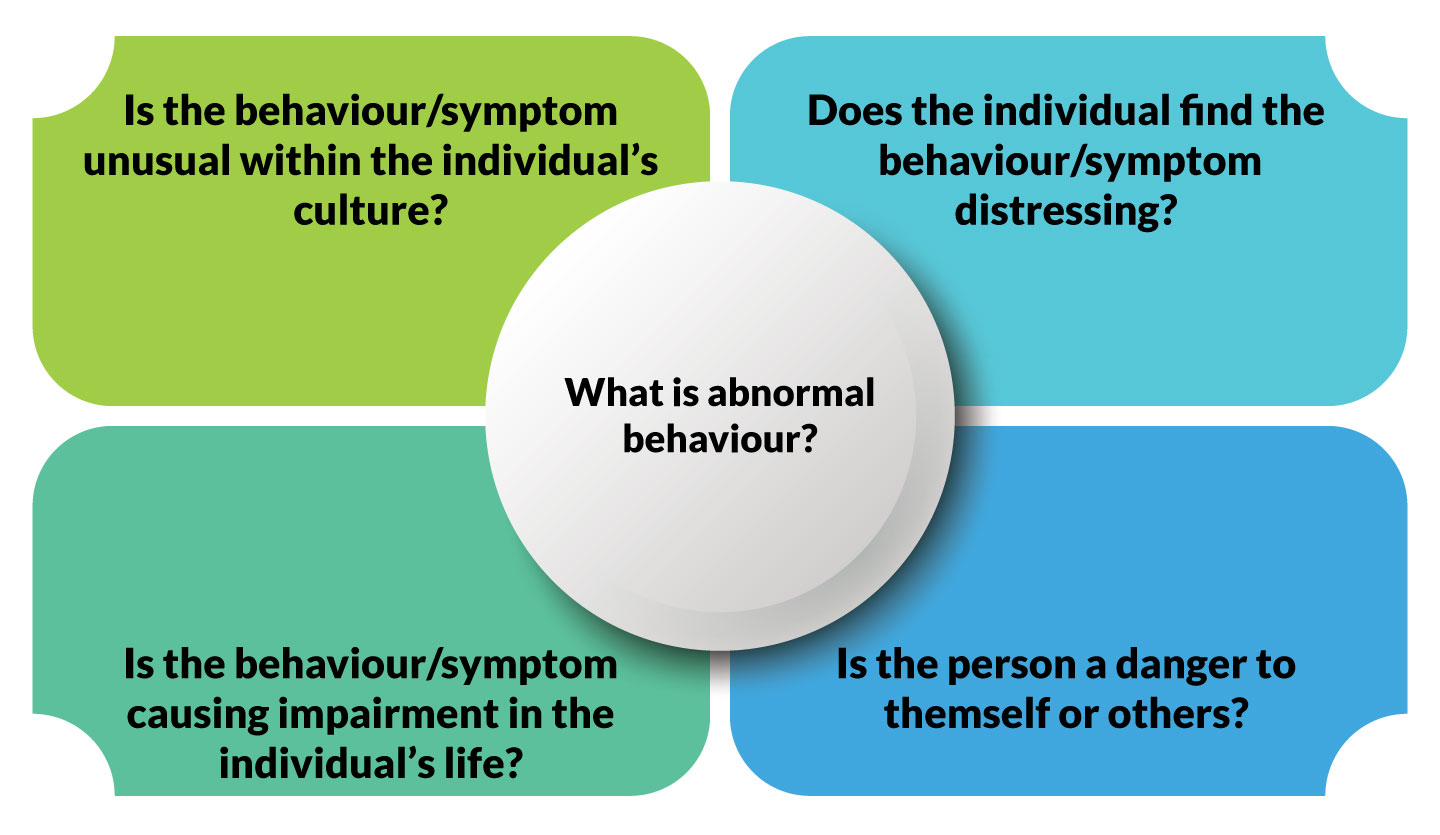 Is the behaviour/symptom
unusual within the individual’s
culture?
Does the individual find the
behaviour/symptom
distressing?
What is abnormal
behaviour?
Is the behaviour/symptom
causing impairment in the
individual’s life?
Is the person a danger to
themself or others?